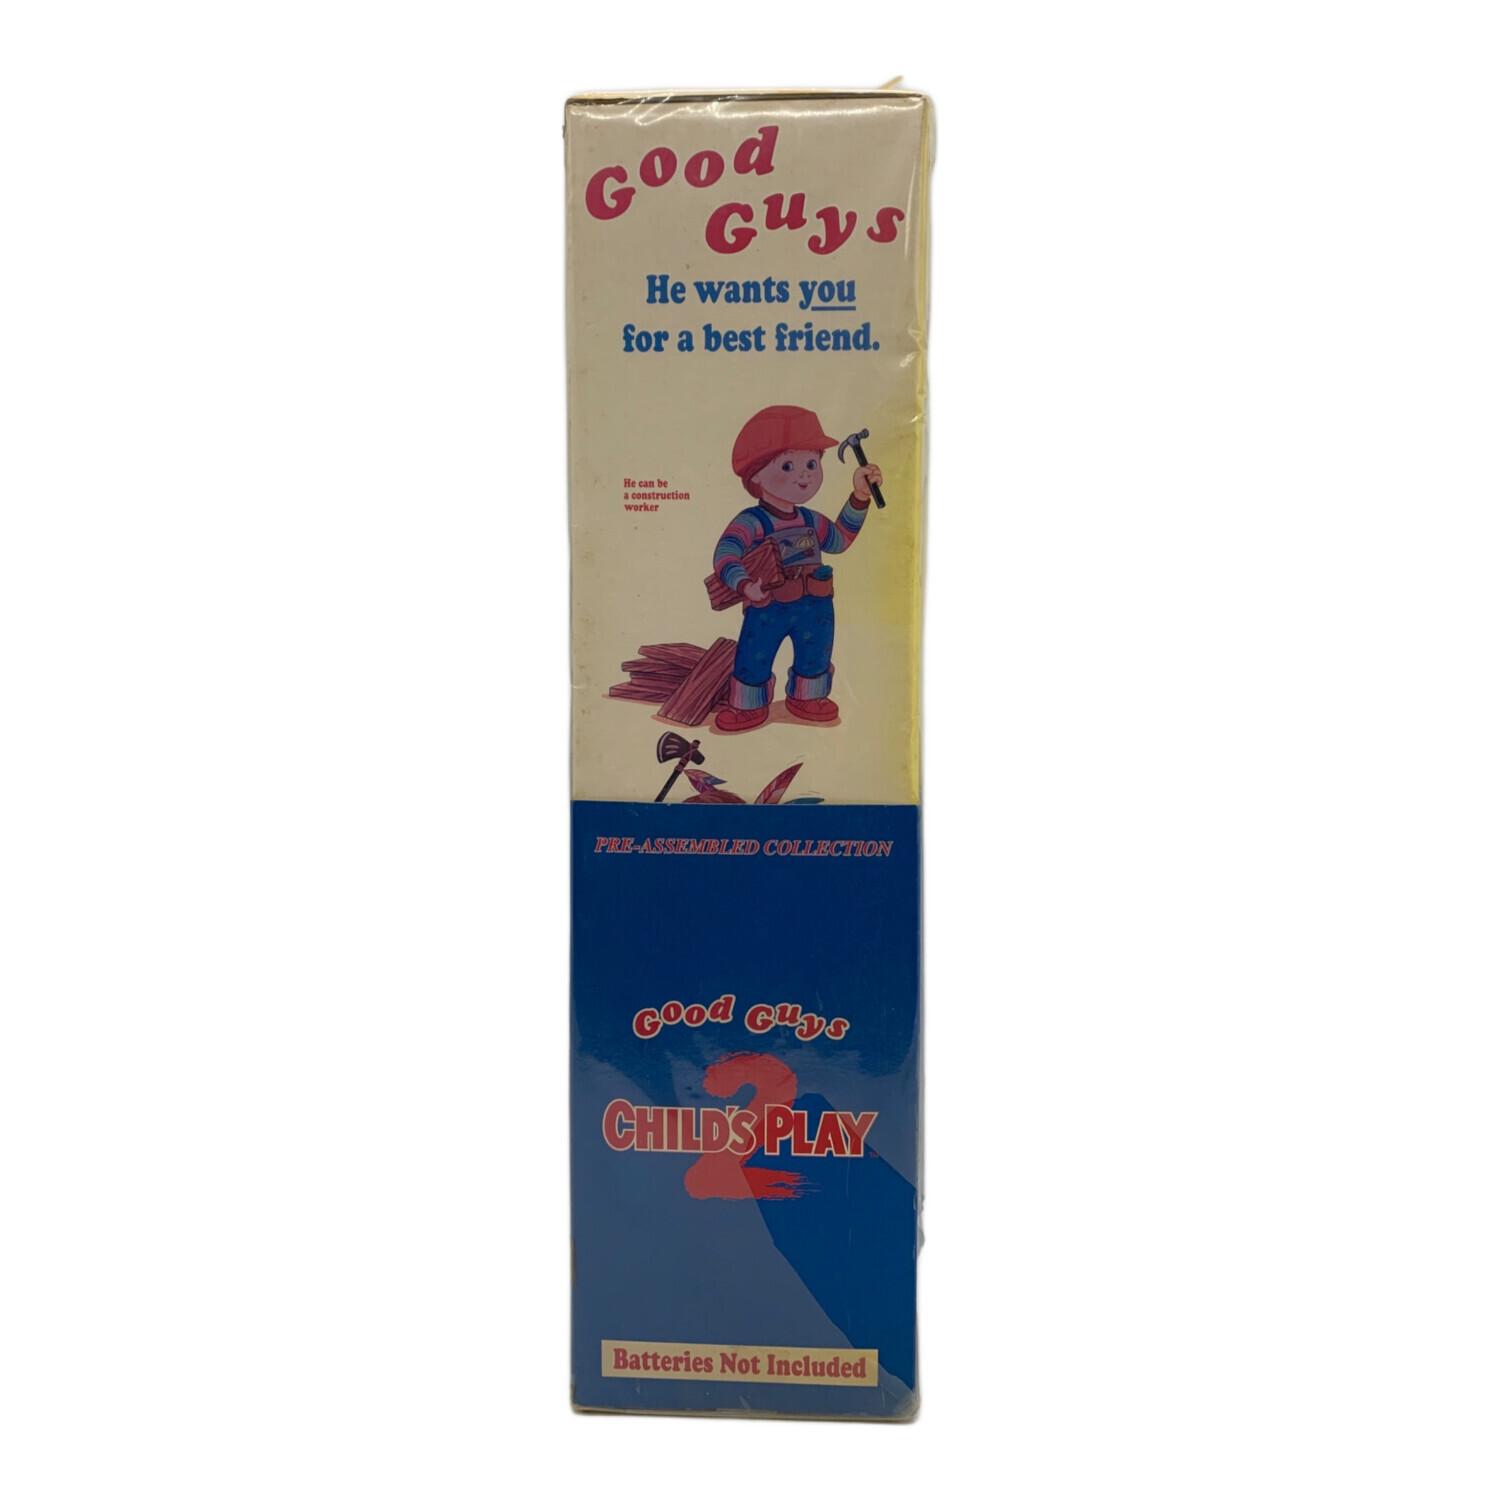 Good
Guys
He wants you
for a best friend.
He can be
a construction
worker
PRE-ASSEMBLED COLLECTION
Good Guys
2
CHILD'S PLAY™
Batteries Not Included